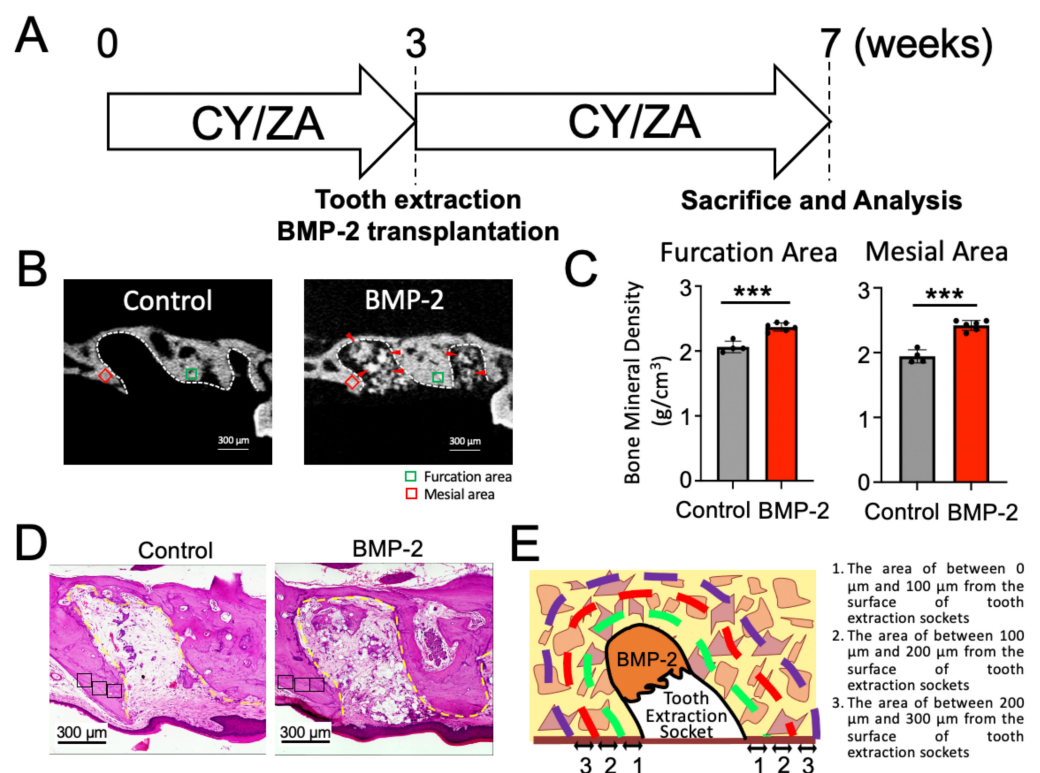 A
0 3 7 (weeks)
CY/ZA CY/ZA
Tooth extraction
BMP-2 transplantation
Sacrifice and Analysis
B
Control
300 µm
BMP-2
300 µm
Furcation area
Mesial area
C
Furcation Area
Bone Mineral Density
(g/cm³)
3
2
1
0
***
Control BMP-2
Mesial Area
3
2
1
0
***
Control BMP-2
D
Control
300 µm
BMP-2
300 µm
E
BMP-2
Tooth
Extraction
Socket
3 2 1 1 2 3
1. The area of between 0
µm and 100 µm from the
surface of tooth
extraction sockets
2. The area of between 100
µm and 200 µm from the
surface of tooth
extraction sockets
3. The area of between 200
µm and 300 µm from the
surface of tooth
extraction sockets